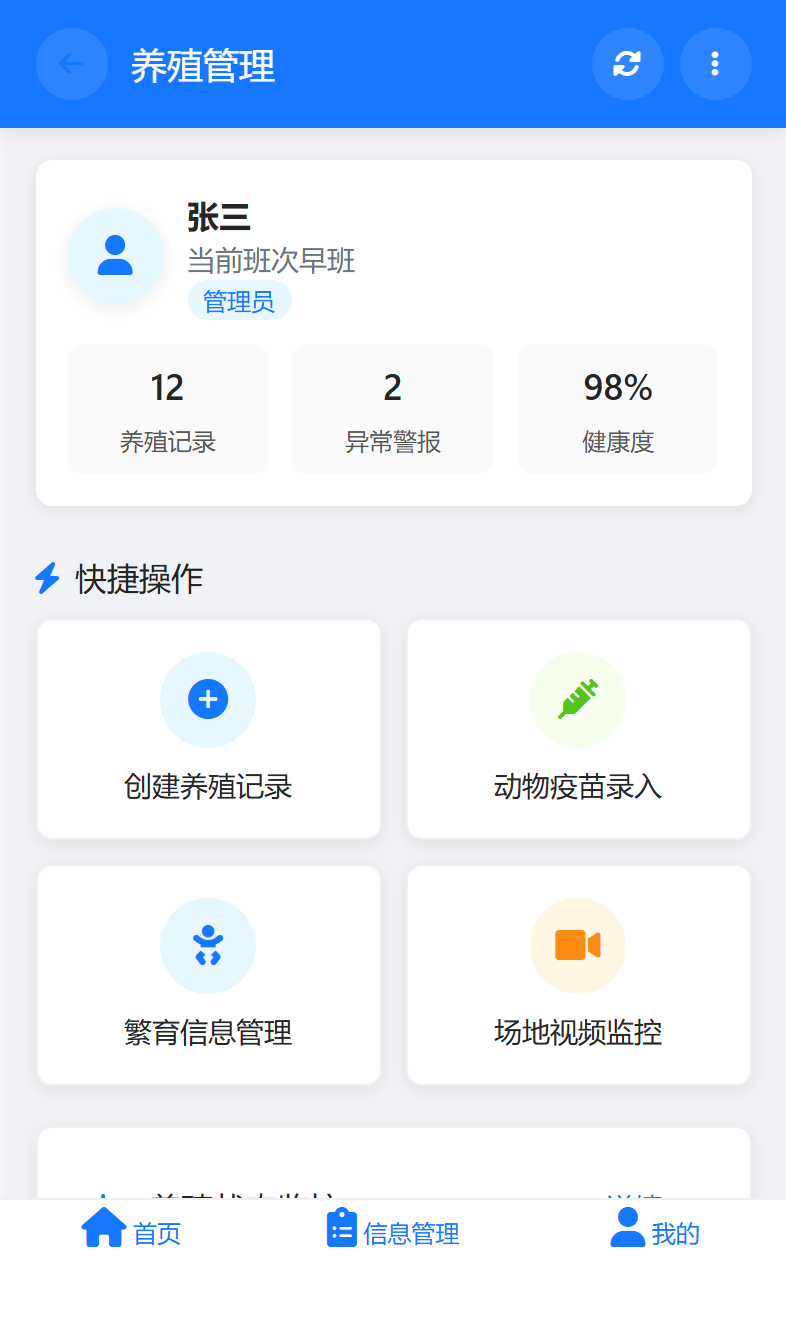 养殖管理
张三
当前班次早班
管理员
12
养殖记录
2
异常警报
98%
健康度
快捷操作
创建养殖记录
动物疫苗录入
繁育信息管理
场地视频监控
首页
信息管理
我的